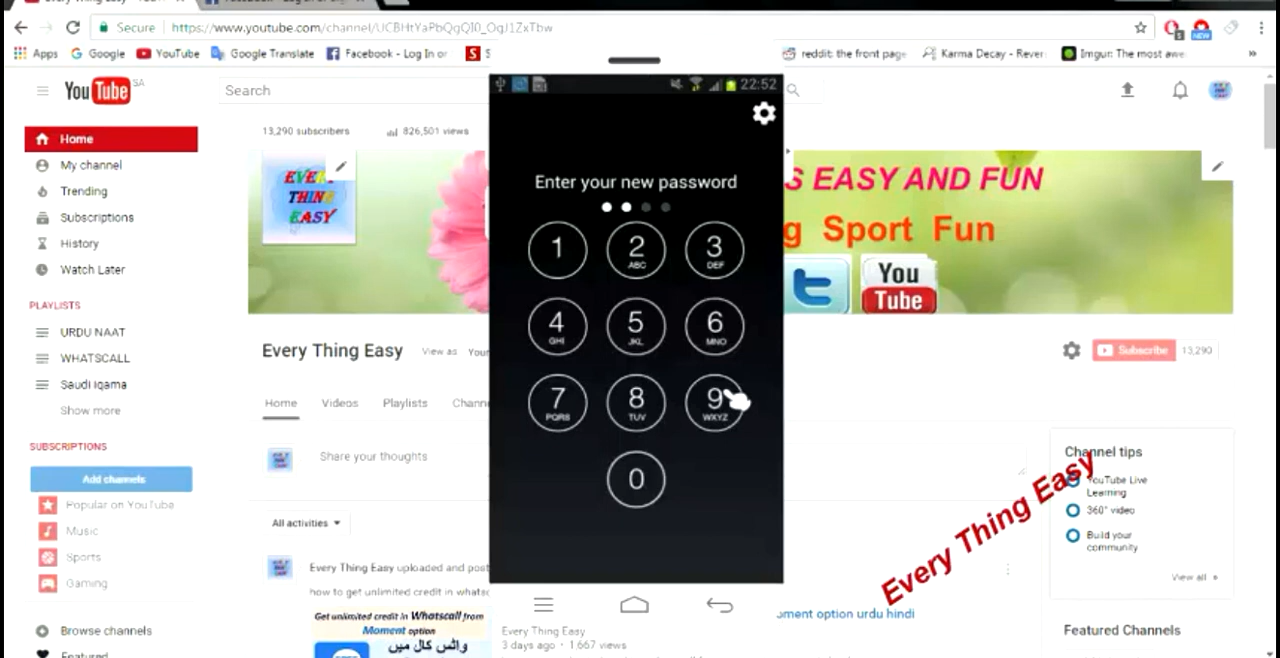 Secure
https://www.youtube.com/channel/
Apps
Google
YouTube
Google Translate
Facebook - Log In or
S
reddit: the front page
Karma Decay - Rever
Imgur: The most awe
»
YouTube SA
Search
22:52
13,290 subscribers
826,501 views
Home
My channel
Trending
Subscriptions
History
Watch Later
PLAYLISTS
URDU NAAT
WHATSCALL
Saudi iqama
Show more
SUBSCRIPTIONS
Add channels
Popular on YouTube
Music
Sports
Gaming
Browse channels
EVERY
THING
EASY
S EASY AND FUN
g Sport Fun
You
Tube
Enter your new password
1
2 ABC
3 DEF
4 GHI
5 JKL
6 MNO
7 PQRS
8 TUV
9 WXYZ
0
Every Thing Easy
View as
Your
Subscribe 13,290
Home
Videos
Playlists
Chann
Share your thoughts
All activities
Every Thing Easy uploaded and post
how to get unlimited credit in whatsc
Get unlimited credit in Whatscall from
Moment option
واٹس کال میں
oment option urdu hindi
Every Thing Easy
3 days ago · 1,667 views
Channel tips
YouTube Live
Learning
360° video
Build your
community
View all »
Featured Channels
Every Thing Easy